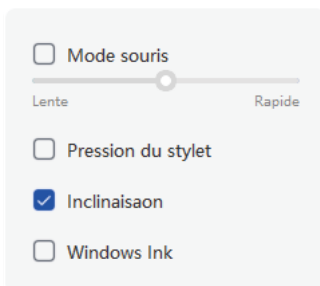 Mode souris
Lente Rapide
Pression du stylet
Inclinaisaon
Windows Ink